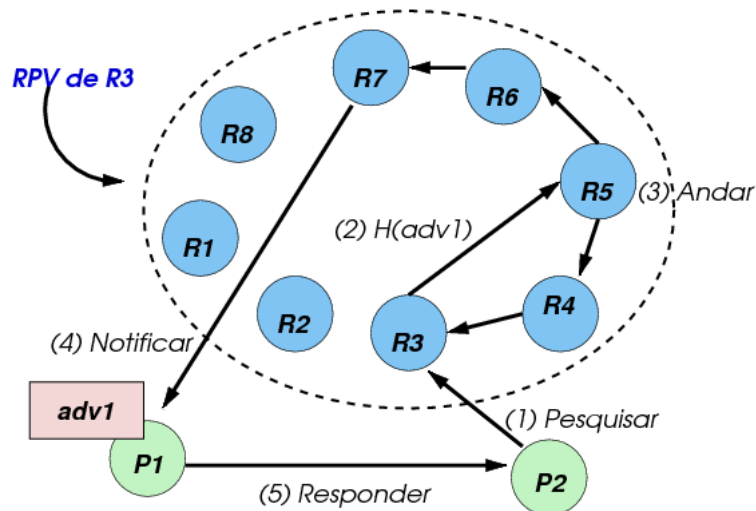 RPV de R3
R7
R6
R8
R5
(3) Andar
R1
(2) H(adv1)
R2
R3
R4
(4) Notificar
adv1
(1) Pesquisar
P1
P2
(5) Responder